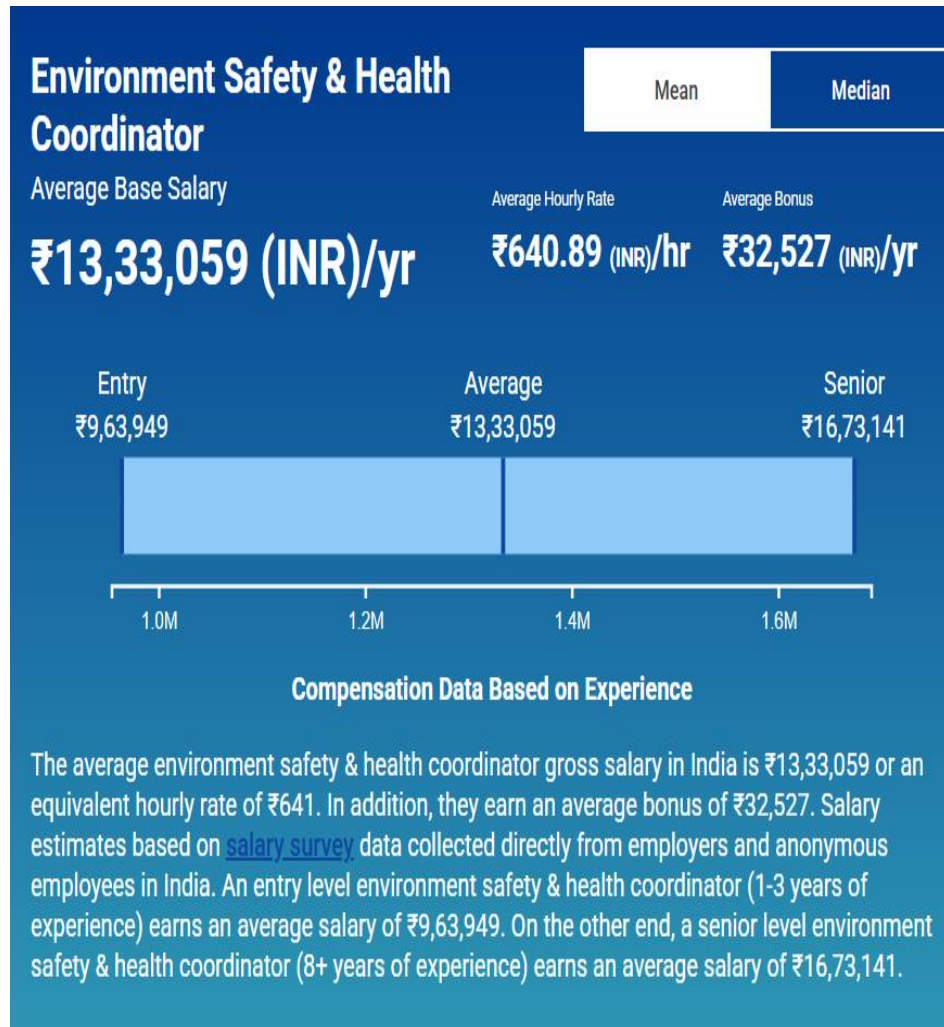 Environment Safety & Health
Coordinator
Mean
Median
Average Base Salary
₹13,33,059 (INR)/yr
Average Hourly Rate
₹640.89 (INR)/hr
Average Bonus
₹32,527 (INR)/yr
Entry
₹9,63,949
Average
₹13,33,059
Senior
₹16,73,141
1.0M
1.2M
1.4M
1.6M
Compensation Data Based on Experience
The average environment safety & health coordinator gross salary in India is ₹13,33,059 or an
equivalent hourly rate of ₹641. In addition, they earn an average bonus of ₹32,527. Salary
estimates based on salary survey data collected directly from employers and anonymous
employees in India. An entry level environment safety & health coordinator (1-3 years of
experience) earns an average salary of ₹9,63,949. On the other end, a senior level environment
safety & health coordinator (8+ years of experience) earns an average salary of ₹16,73,141.